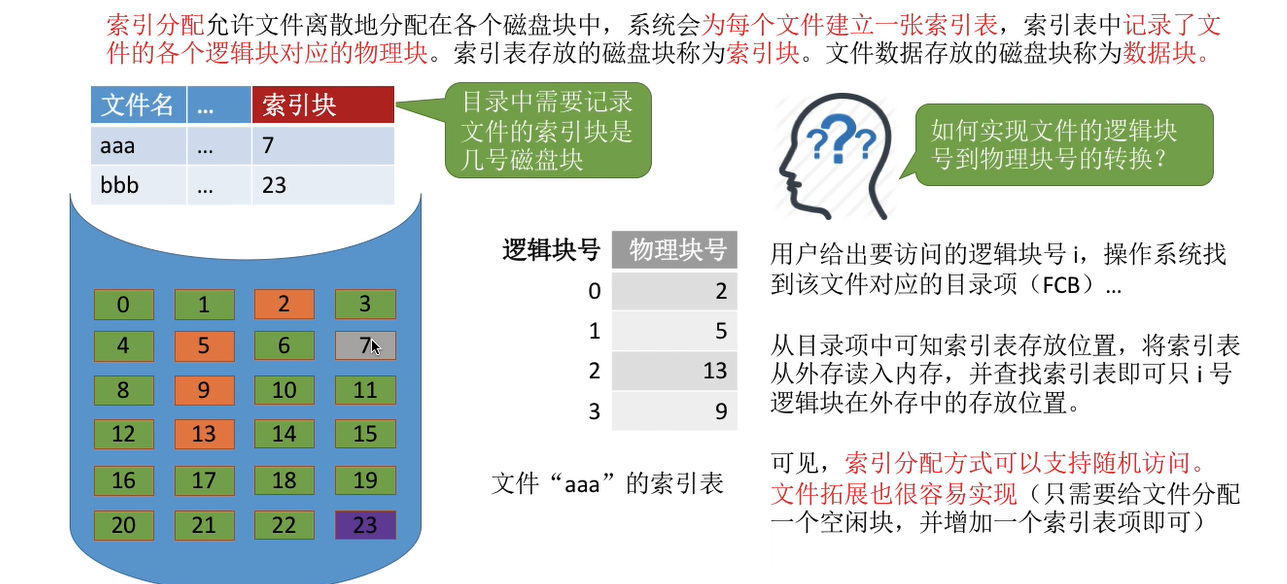 索引分配允许文件离散地分配在各个磁盘块中，系统会为每个文件建立一张索引表，索引表中记录了文
件的各个逻辑块对应的物理块。索引表存放的磁盘块称为索引块。文件数据存放的磁盘块称为数据块。
文件名 ... 索引块
aaa ... 7
bbb ... 23
目录中需要记录
文件的索引块是
几号磁盘块
???
如何实现文件的逻辑块
号到物理块号的转换？
0 1 2 3
4 5 6 7
8 9 10 11
12 13 14 15
16 17 18 19
20 21 22 23
逻辑块号 物理块号
0 2
1 5
2 13
3 9
文件“aaa”的索引表
用户给出要访问的逻辑块号 i，操作系统找
到该文件对应的目录项（FCB）...
从目录项中可知索引表存放位置，将索引表
从外存读入内存，并查找索引表即可只 i 号
逻辑块在外存中的存放位置。
可见，索引分配方式可以支持随机访问。
文件拓展也很容易实现（只需要给文件分配
一个空闲块，并增加一个索引表项即可）